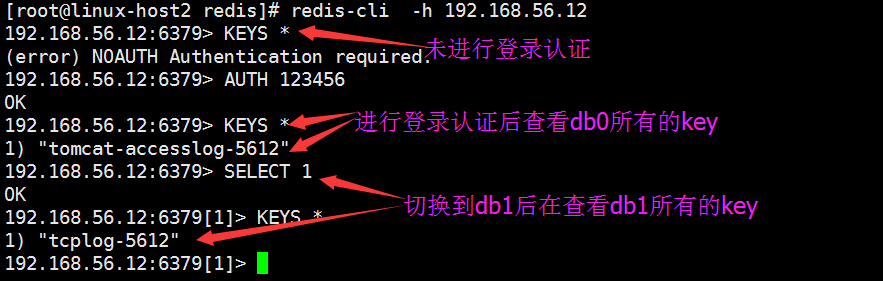 [root@linux-host2 redis]# redis-cli  -h 192.168.56.12
192.168.56.12:6379> KEYS *
未进行登录认证
(error) NOAUTH Authentication required.
192.168.56.12:6379> AUTH 123456
OK
192.168.56.12:6379> KEYS *
进行登录认证后查看db0所有的key
1) "tomcat-accesslog-5612"
192.168.56.12:6379> SELECT 1
OK
切换到db1后在查看db1所有的key
192.168.56.12:6379[1]> KEYS *
1) "tcplog-5612"
192.168.56.12:6379[1]>